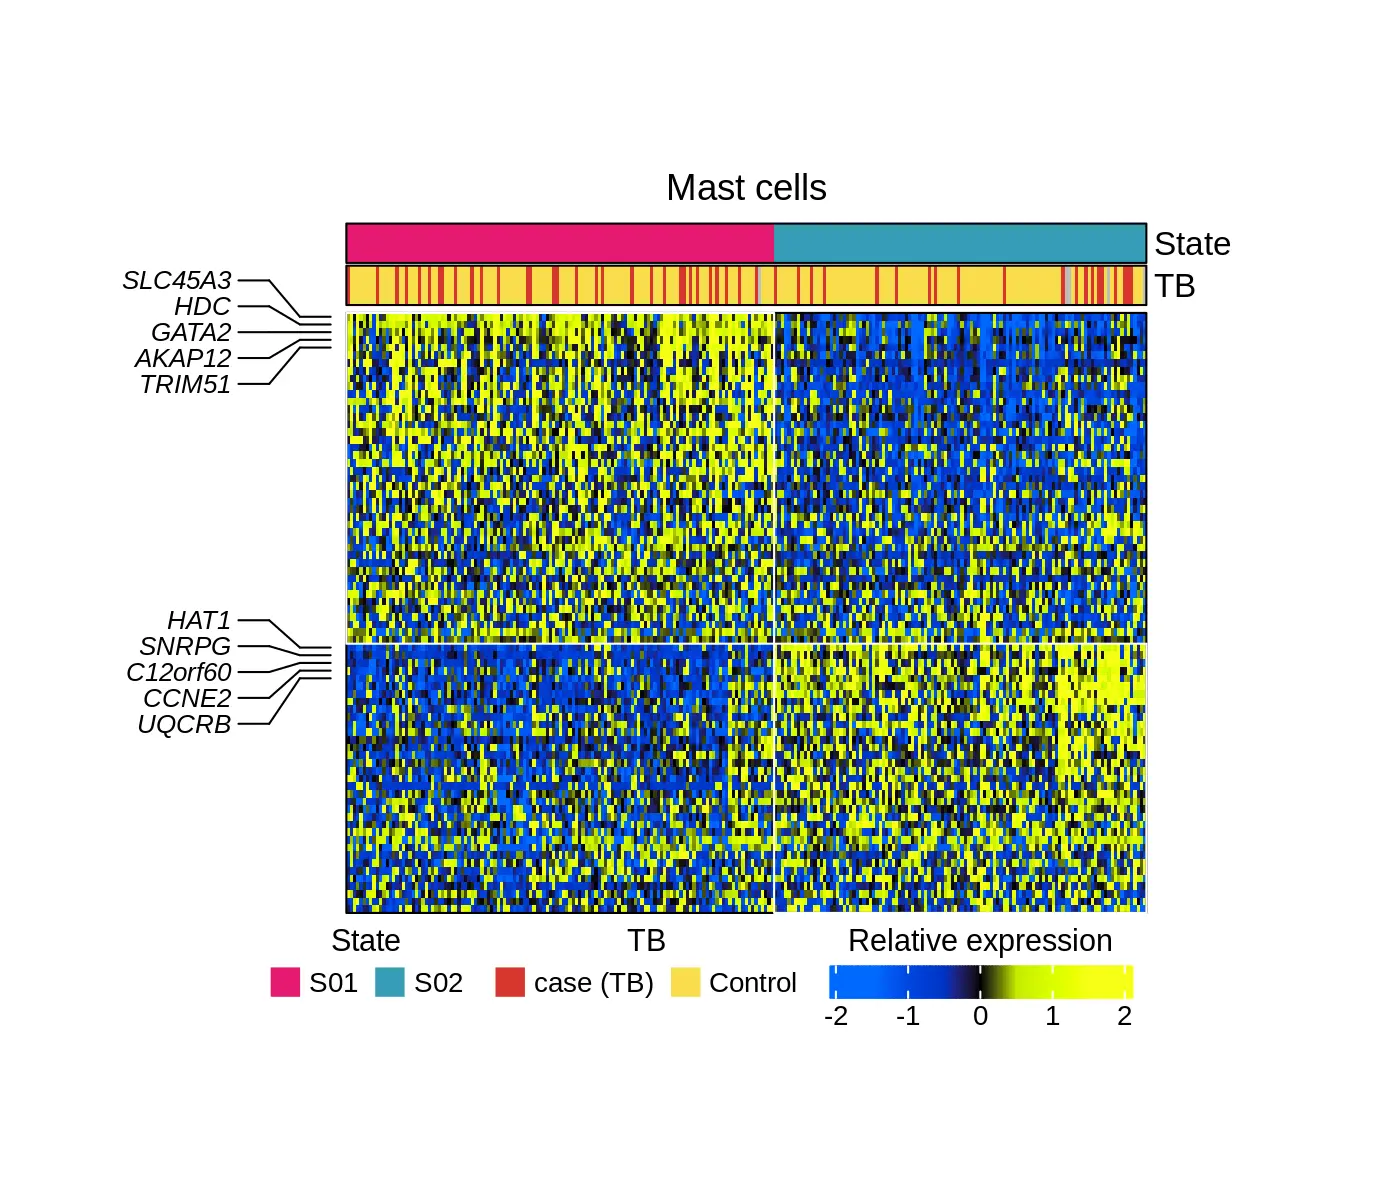 Mast cells
State
TB
SLC45A3
HDC
GATA2
AKAP12
TRIM51
HAT1
SNRPG
C12orf60
CCNE2
UQCRB
State TB Relative expression
S01 S02 case (TB) Control
-2 -1 0 1 2